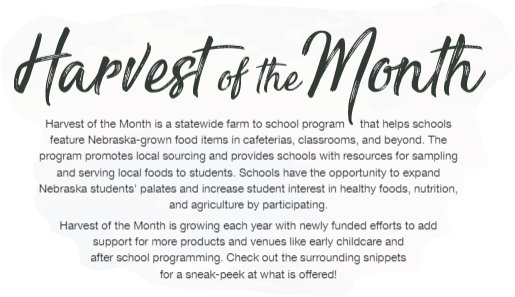 Harvest of the Month
Harvest of the Month is a statewide farm to school program that helps schools
feature Nebraska-grown food items in cafeterias, classrooms, and beyond. The
program promotes local sourcing and provides schools with resources for sampling
and serving local foods to students. Schools have the opportunity to expand
Nebraska students' palates and increase student interest in healthy foods, nutrition,
and agriculture by participating.
Harvest of the Month is growing each year with newly funded efforts to add
support for more products and venues like early childcare and
after school programming. Check out the surrounding snippets
for a sneak-peek at what is offered!